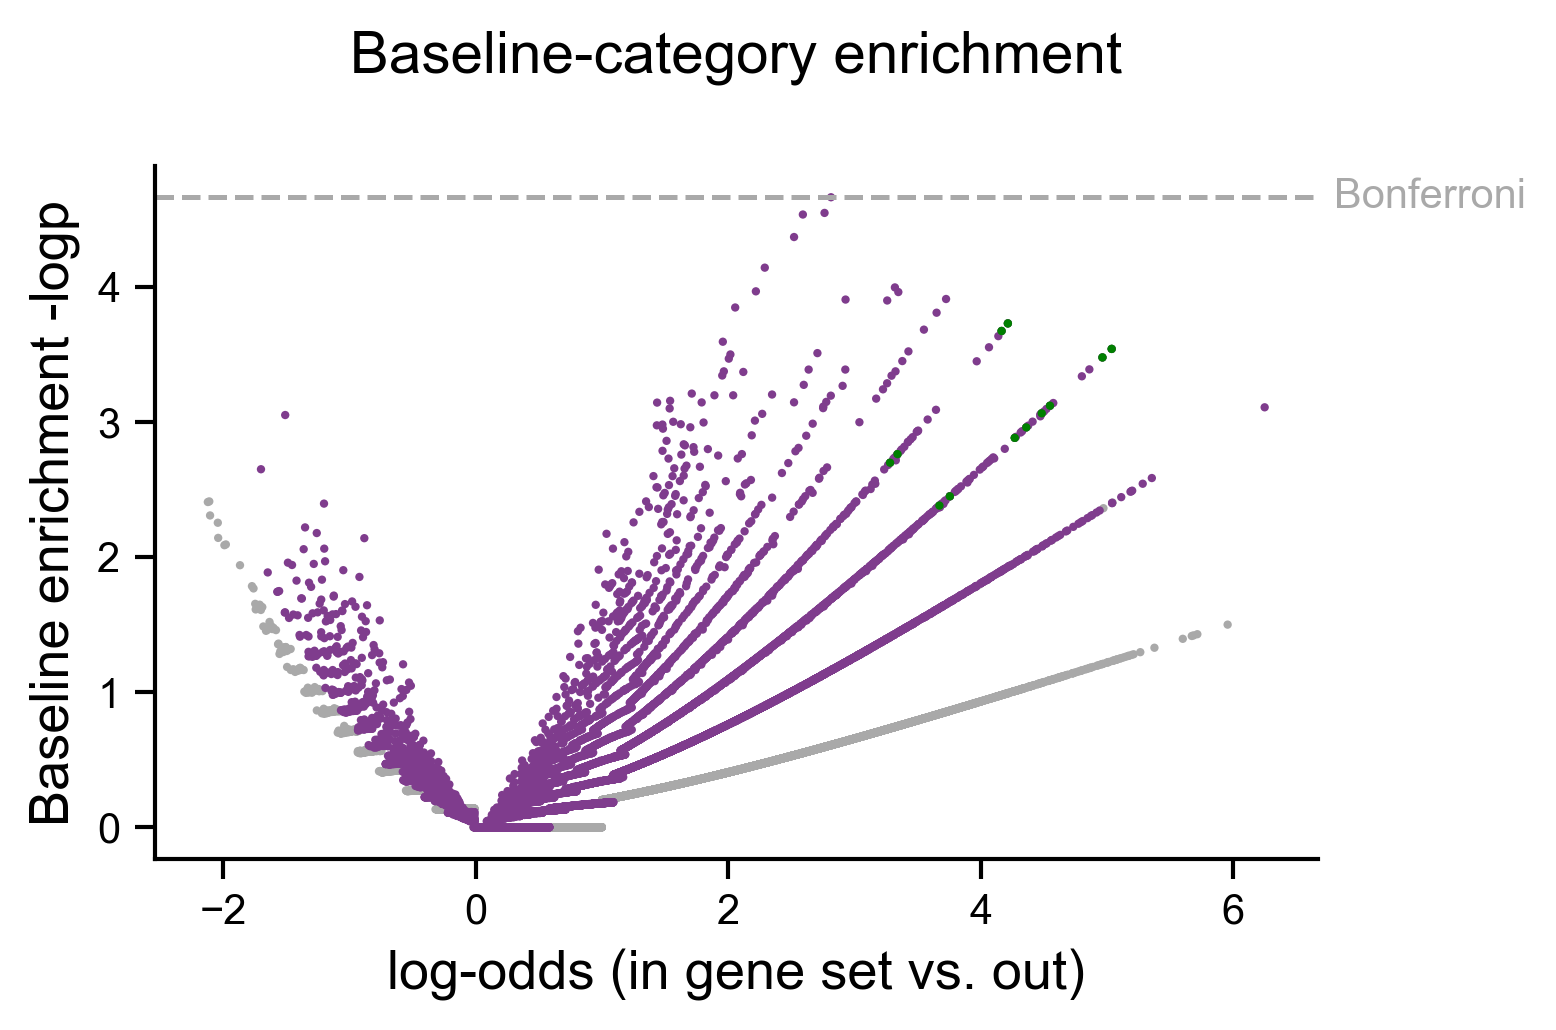 Baseline-category enrichment
Bonferroni
Baseline enrichment -logp
4
3
2
1
0
−2
0
2
4
6
log-odds (in gene set vs. out)